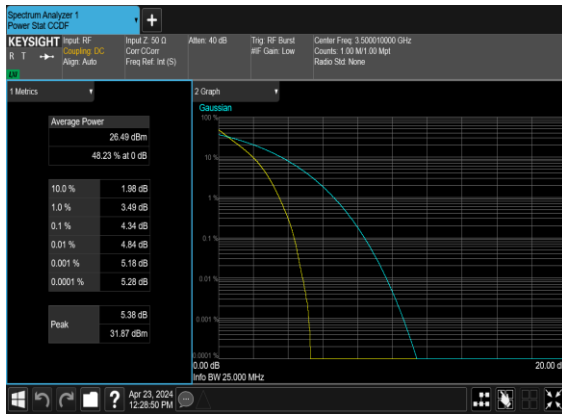 Spectrum Analyzer 1
Power Stat CCDF
KEYSIGHT
R T
LXI
Input: RF
Coupling: DC
Align: Auto
Input Z: 50 Ω
Corr CCorr
Freq Ref: Int (S)
Atten: 40 dB
Trig: RF Burst
#IF Gain: Low
Center Freq: 3.500010000 GHz
Counts: 1.00 M/1.00 Mpt
Radio Std: None
1 Metrics
Average Power
26.49 dBm
48.23 % at 0 dB
10.0 % 1.98 dB
1.0 % 3.49 dB
0.1 % 4.34 dB
0.01 % 4.84 dB
0.001 % 5.18 dB
0.0001 % 5.28 dB
Peak
5.38 dB
31.87 dBm
2 Graph
Gaussian
100 %
10 %
1 %
0.1 %
0.01 %
0.001 %
0.0001 %
0.00 dB
20.00 dB
Info BW 25.000 MHz
?
Apr 23, 2024
12:28:50 PM